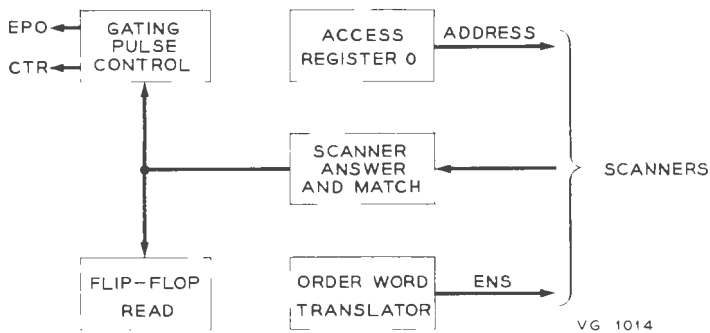 EPO
CTR
GATING
PULSE
CONTROL
ACCESS
REGISTER 0
ADDRESS
SCANNER
ANSWER
AND MATCH
SCANNERS
FLIP-FLOP
READ
ORDER WORD
TRANSLATOR
ENS
VG 1014